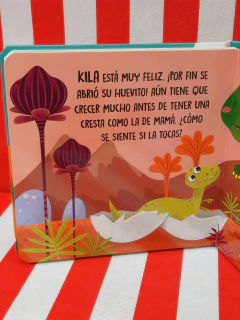 KILA ESTÁ MUY FELIZ. ¡POR FIN SE
ABRIÓ SU HUEVITO! AÚN TIENE QUE
CRECER MUCHO ANTES DE TENER UNA
CRESTA COMO LA DE MAMÁ. ¿CÓMO
SE SIENTE SI LA TOCAS?